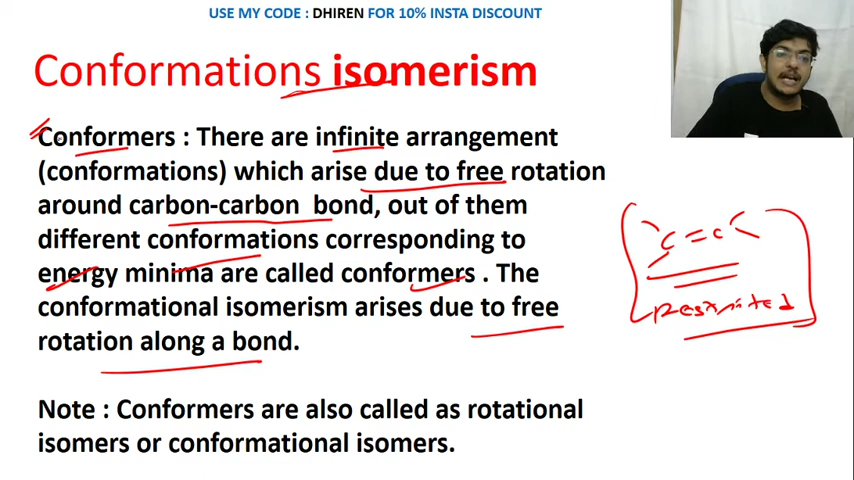 USE MY CODE : DHIREN FOR 10% INSTA DISCOUNT
Conformations isomerism
Conformers : There are infinite arrangement
(conformations) which arise due to free rotation
around carbon-carbon bond, out of them
different conformations corresponding to
energy minima are called conformers . The
conformational isomerism arises due to free
rotation along a bond.
C = C
Restricted
Note : Conformers are also called as rotational
isomers or conformational isomers.